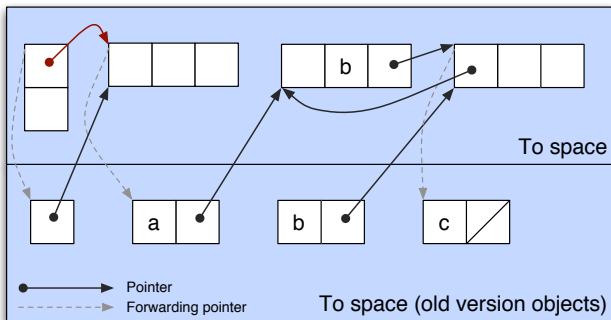 b
To space
a
b
c
Pointer
Forwarding pointer
To space (old version objects)